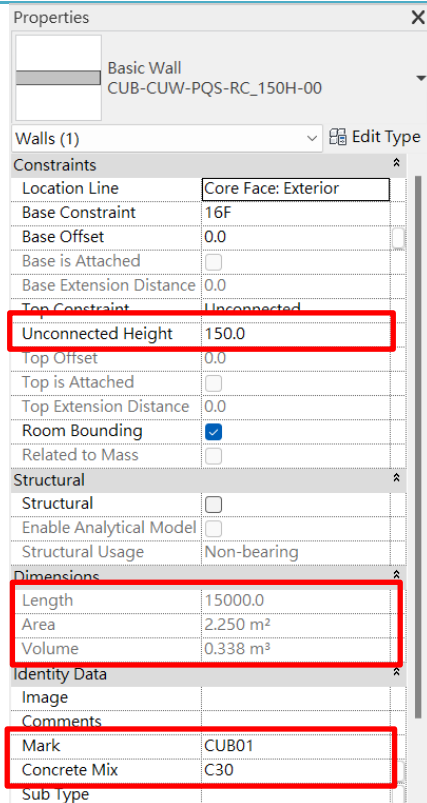 Properties
Basic Wall
CUB-CUW-PQS-RC_150H-00
Walls (1) Edit Type
Constraints
Location Line Core Face: Exterior
Base Constraint 16F
Base Offset 0.0
Base is Attached
Base Extension Distance 0.0
Top Constraint Unconnected
Unconnected Height 150.0
Top Offset 0.0
Top is Attached
Top Extension Distance 0.0
Room Bounding
Related to Mass
Structural
Structural
Enable Analytical Model
Structural Usage Non-bearing
Dimensions
Length 15000.0
Area 2.250 m²
Volume 0.338 m³
Identity Data
Image
Comments
Mark CUB01
Concrete Mix C30
Sub Type